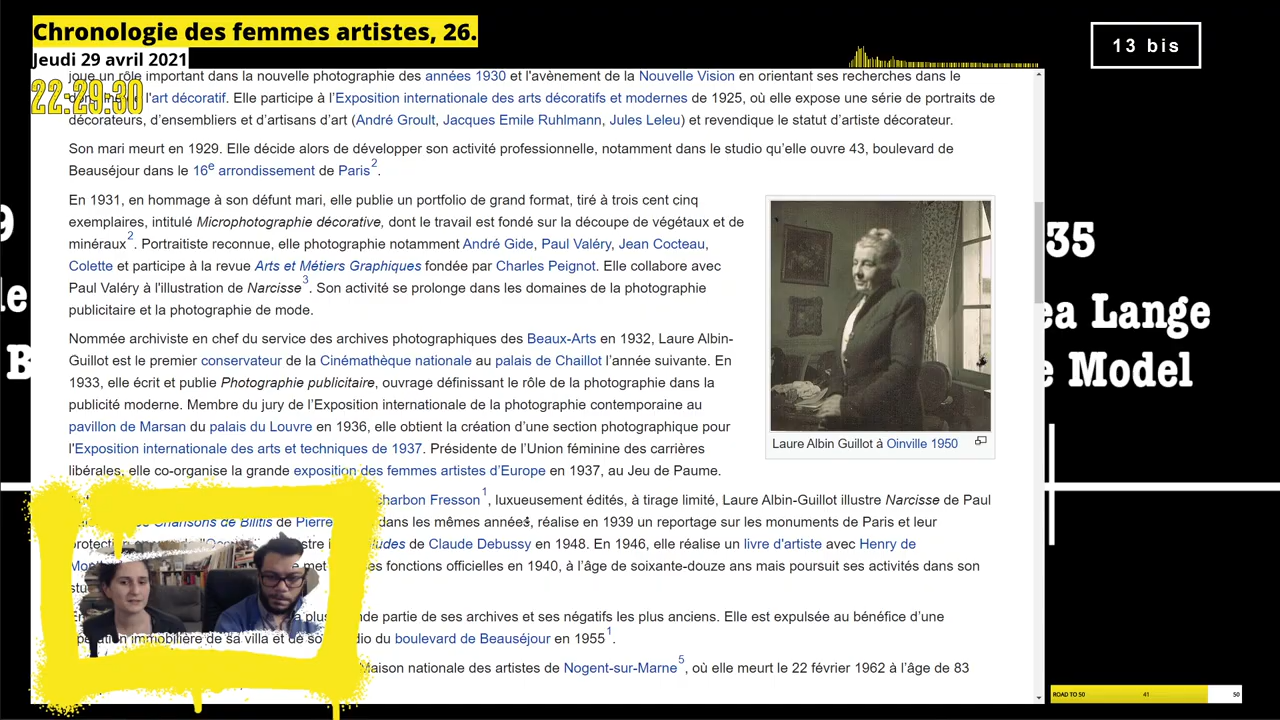 Chronologie des femmes artistes, 26.
Jeudi 29 avril 2021
22:29:30
13 bis
joue un rôle important dans la nouvelle photographie des années 1930 et l'avènement de la Nouvelle Vision en orientant ses recherches dans le
l'art décoratif. Elle participe à l'Exposition internationale des arts décoratifs et modernes de 1925, où elle expose une série de portraits de
décorateurs, d'ensembliers et d'artisans d'art (André Groult, Jacques Emile Ruhlmann, Jules Leleu) et revendique le statut d'artiste décorateur.
Son mari meurt en 1929. Elle décide alors de développer son activité professionnelle, notamment dans le studio qu'elle ouvre 43, boulevard de
Beauséjour dans le 16e arrondissement de Paris2.
En 1931, en hommage à son défunt mari, elle publie un portfolio de grand format, tiré à trois cent cinq
exemplaires, intitulé Microphotographie décorative, dont le travail est fondé sur la découpe de végétaux et de
minéraux2. Portraitiste reconnue, elle photographie notamment André Gide, Paul Valéry, Jean Cocteau,
Colette et participe à la revue Arts et Métiers Graphiques fondée par Charles Peignot. Elle collabore avec
Paul Valéry à l'illustration de Narcisse3. Son activité se prolonge dans les domaines de la photographie
publicitaire et la photographie de mode.
Nommée archiviste en chef du service des archives photographiques des Beaux-Arts en 1932, Laure Albin-
Guillot est le premier conservateur de la Cinémathèque nationale au palais de Chaillot l'année suivante. En
1933, elle écrit et publie Photographie publicitaire, ouvrage définissant le rôle de la photographie dans la
publicité moderne. Membre du jury de l'Exposition internationale de la photographie contemporaine au
pavillon de Marsan du palais du Louvre en 1936, elle obtient la création d'une section photographique pour
l'Exposition internationale des arts et techniques de 1937. Présidente de l'Union féminine des carrières
libérales, elle co-organise la grande exposition des femmes artistes d'Europe en 1937, au Jeu de Paume.
Laure Albin Guillot à Oinville 1950
charbon Fresson1, luxueusement édités, à tirage limité, Laure Albin-Guillot illustre Narcisse de Paul
Chansons de Bilitis de Pierre dans les mêmes années, réalise en 1939 un reportage sur les monuments de Paris et leur
de Claude Debussy en 1948. En 1946, elle réalise un livre d'artiste avec Henry de
fonctions officielles en 1940, à l'âge de soixante-douze ans mais poursuit ses activités dans son
partie de ses archives et ses négatifs les plus anciens. Elle est expulsée au bénéfice d'une
opération immobilière de sa villa et de du boulevard de Beauséjour en 19551.
Maison nationale des artistes de Nogent-sur-Marne5, où elle meurt le 22 février 1962 à l'âge de 83
9
35
Lange
Model
ROAD TO 50 41 50